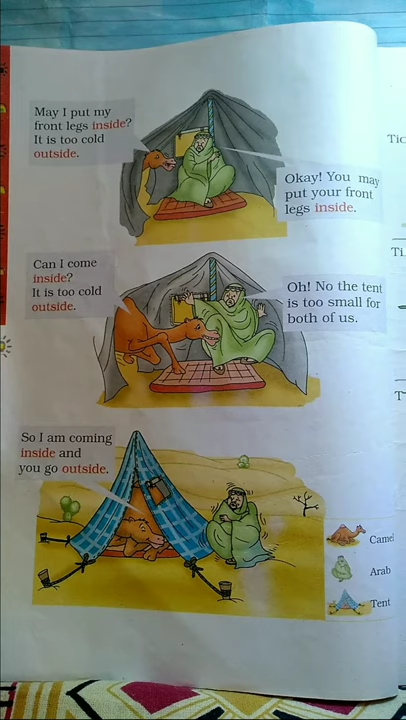 May I put my
front legs inside?
It is too cold
outside.
Okay! You may
put your front
legs inside.
Can I come
inside?
It is too cold
outside.
Oh! No the tent
is too small for
both of us.
So I am coming
inside and
you go outside.
Camel
Arab
Tent